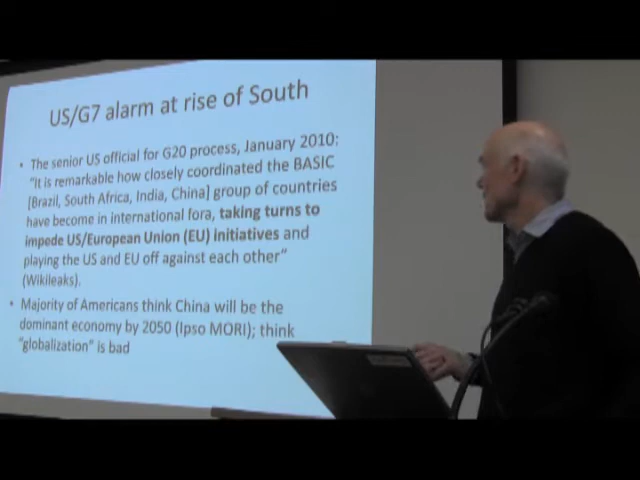 US/G7 alarm at rise of South
• The senior US official for G20 process, January 2010:
"It is remarkable how closely coordinated the BASIC
[Brazil, South Africa, India, China] group of countries
have become in international fora, taking turns to
impede US/European Union (EU) initiatives and
playing the US and EU off against each other"
(Wikileaks).
• Majority of Americans think China will be the
dominant economy by 2050 (Ipso MORI); think
"globalization" is bad